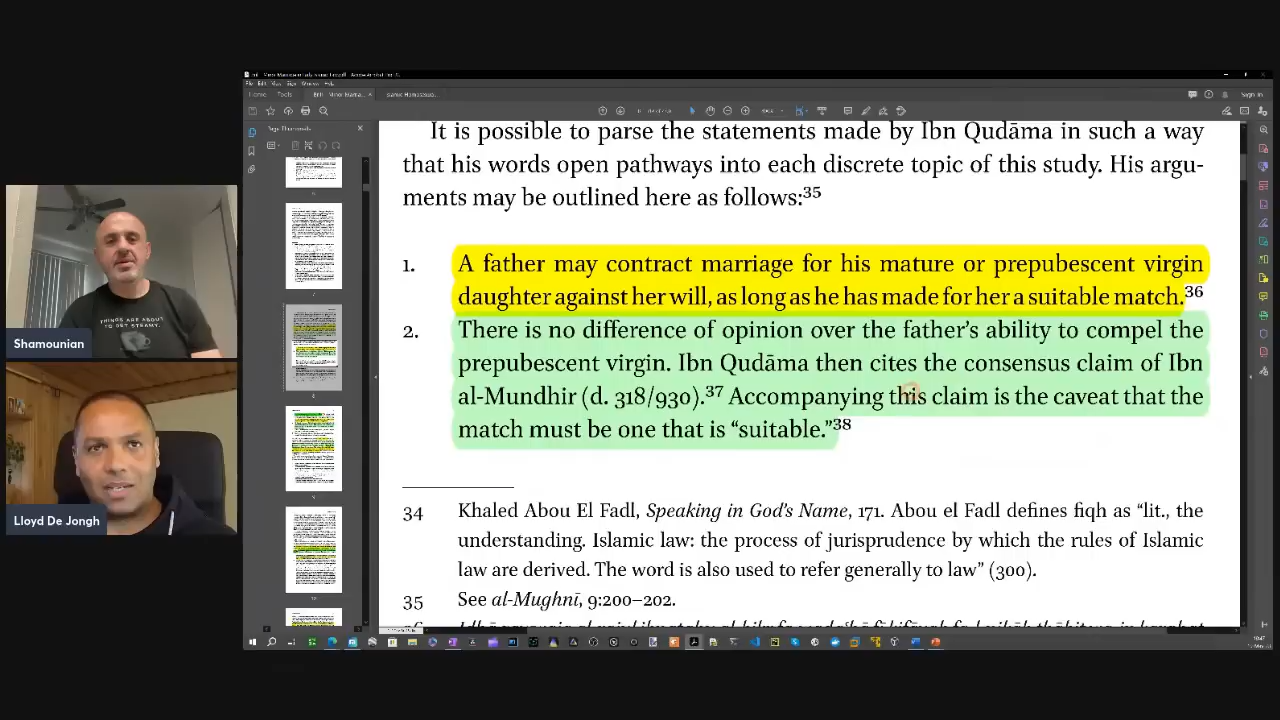 It is possible to parse the statements made by Ibn Qudāma in such a way
that his words open pathways into each discrete topic of this study. His argu-
ments may be outlined here as follows:35
1. A father may contract marriage for his mature or prepubescent virgin
daughter against her will, as long as he has made for her a suitable match.36
2. There is no difference of opinion over the father's ability to compel the
prepubescent virgin. Ibn Qudāma then cites the consensus claim of Ibn
al-Mundhir (d. 318/930).37 Accompanying this claim is the caveat that the
match must be one that is “suitable.”38
34 Khaled Abou El Fadl, Speaking in God's Name, 171. Abou el Fadl defines fiqh as “lit., the
understanding. Islamic law: the process of jurisprudence by which the rules of Islamic
law are derived. The word is also used to refer generally to law” (300).
35 See al-Mughnī, 9:200–202.
Shamounian
THINGS ARE ABOUT
TO GET STEAMY.
Lloyd De Jongh
Home Tools
Page Thumbnails
Sign In